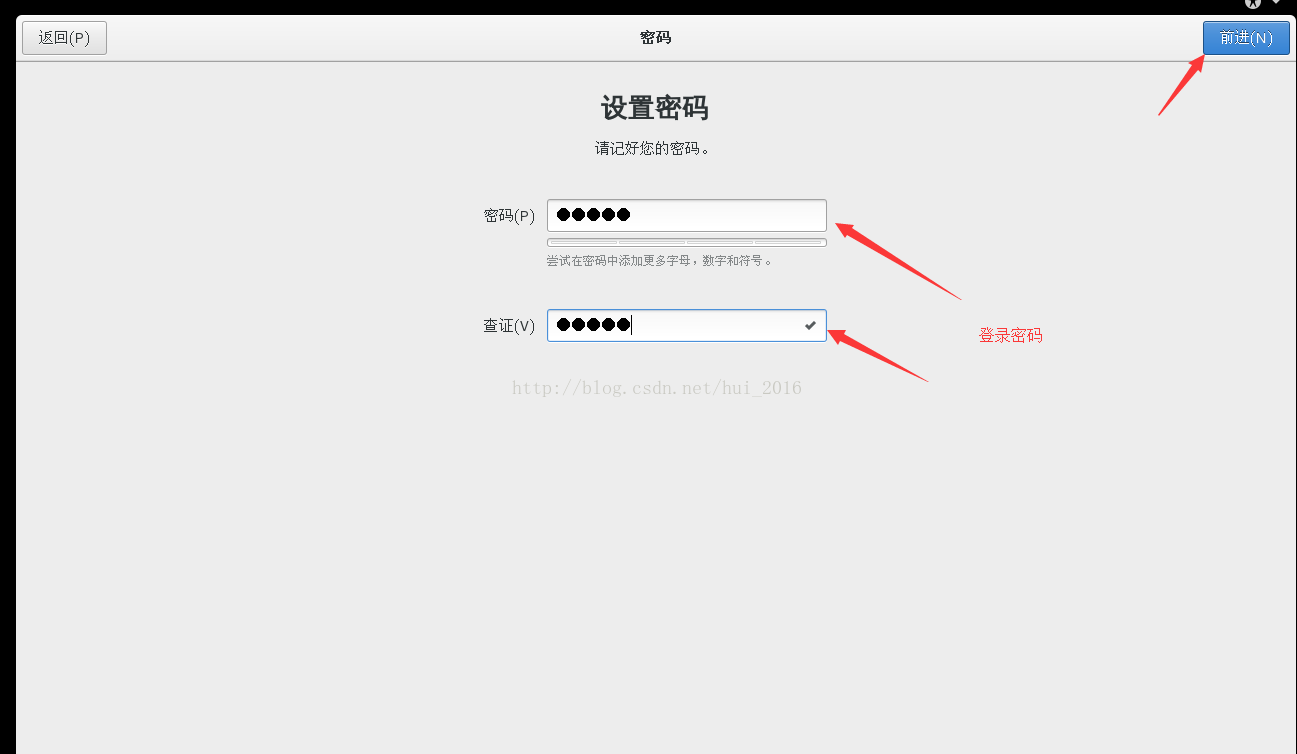 返回(P)
密码
前进(N)
设置密码
请记好您的密码。
密码(P)
尝试在密码中添加更多字母，数字和符号。
查证(V)
登录密码
http://blog.csdn.net/hui_2016